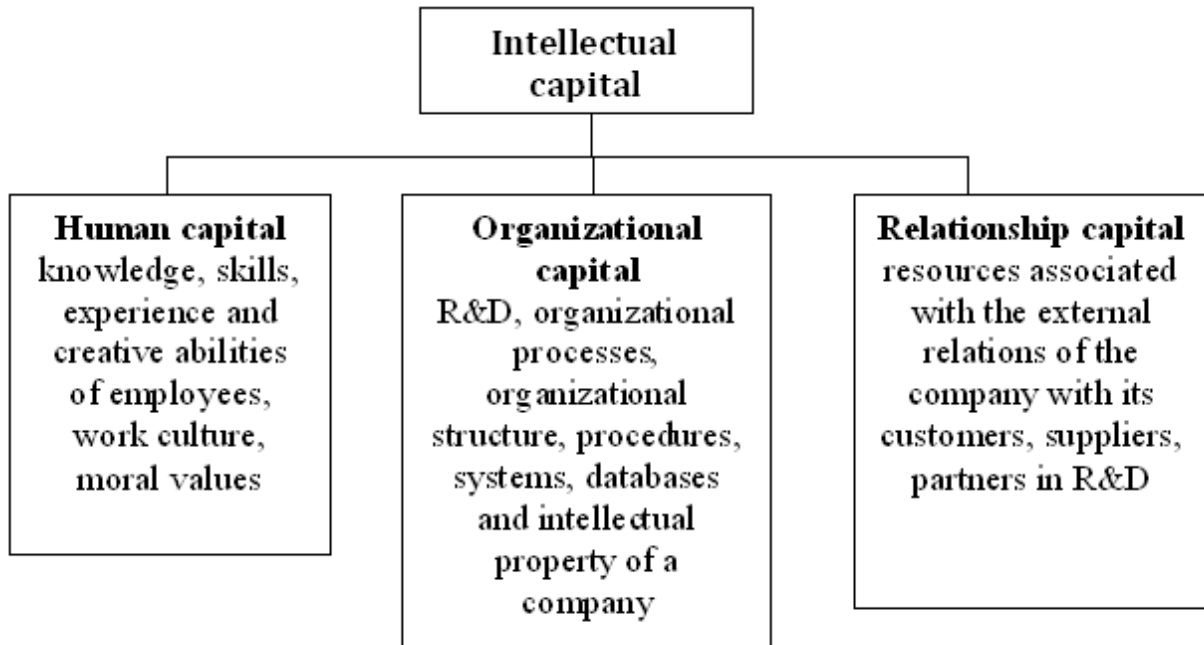 Intellectual
capital
Human capital
knowledge, skills,
experience and
creative abilities
of employees,
work culture,
moral values
Organizational
capital
R&D, organizational
processes,
organizational
structure, procedures,
systems, databases
and intellectual
property of a
company
Relationship capital
resources associated
with the external
relations of the
company with its
customers, suppliers,
partners in R&D